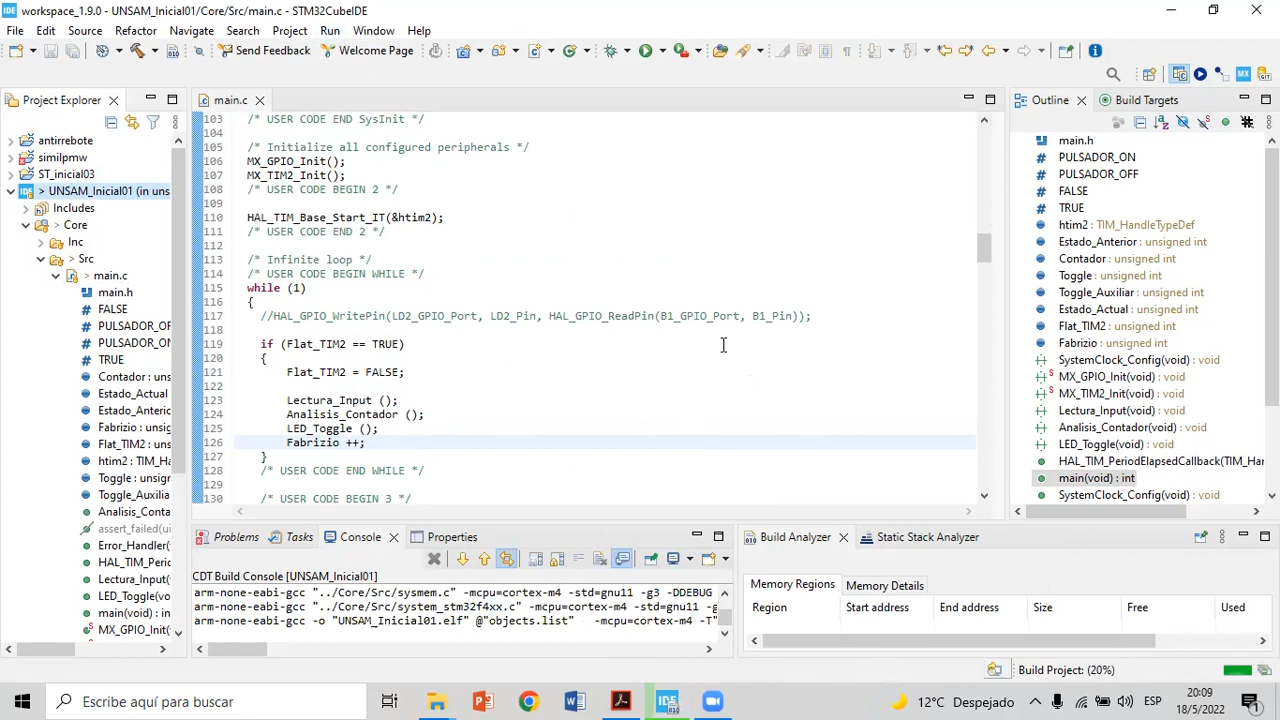 workspace_1.9.0 - UNSAM_Inicial01/Core/Src/main.c - STM32CubeIDE
File Edit Source Refactor Navigate Search Project Run Window Help
Send Feedback Welcome Page
Project Explorer
antirrebote
similpmw
ST_inicial03
> UNSAM_Inicial01 (in uns
Includes
> Core
Inc
> Src
> main.c
main.h
FALSE
PULSADOR_OF
PULSADOR_ON
TRUE
Contador : uns
Estado_Actual
Estado_Anterio
Fabrizio : unsig
Flat_TIM2 : uns
htim2 : TIM_H
Toggle : unsig
Toggle_Auxilia
Analisis_Conta
assert_failed(u
Error_Handler(
HAL_TIM_Perio
Lectura_Input(
LED_Toggle(vo
main(void) : in
MX_GPIO_Init(
main.c
103 /* USER CODE END SysInit */
104
105 /* Initialize all configured peripherals */
106 MX_GPIO_Init();
107 MX_TIM2_Init();
108 /* USER CODE BEGIN 2 */
109
110 HAL_TIM_Base_Start_IT(&htim2);
111 /* USER CODE END 2 */
112
113 /* Infinite loop */
114 /* USER CODE BEGIN WHILE */
115 while (1)
116 {
117 //HAL_GPIO_WritePin(LD2_GPIO_Port, LD2_Pin, HAL_GPIO_ReadPin(B1_GPIO_Port, B1_Pin));
118
119 if (Flat_TIM2 == TRUE)
120 {
121 Flat_TIM2 = FALSE;
122
123 Lectura_Input ();
124 Analisis_Contador ();
125 LED_Toggle ();
126 Fabrizio ++;
127 }
128 /* USER CODE END WHILE */
129
130 /* USER CODE BEGIN 3 */
Outline Build Targets
main.h
PULSADOR_ON
PULSADOR_OFF
FALSE
TRUE
htim2 : TIM_HandleTypeDef
Estado_Anterior : unsigned int
Contador : unsigned int
Toggle : unsigned int
Toggle_Auxiliar : unsigned int
Estado_Actual : unsigned int
Flat_TIM2 : unsigned int
Fabrizio : unsigned int
SystemClock_Config(void) : void
MX_GPIO_Init(void) : void
MX_TIM2_Init(void) : void
Lectura_Input(void) : void
Analisis_Contador(void) : void
LED_Toggle(void) : void
HAL_TIM_PeriodElapsedCallback(TIM_Har
main(void) : int
SystemClock_Config(void) : void
Problems Tasks Console Properties
CDT Build Console [UNSAM_Inicial01]
arm-none-eabi-gcc "../Core/Src/sysmem.c" -mcpu=cortex-m4 -std=gnu11 -g3 -DDEBUG
arm-none-eabi-gcc "../Core/Src/system_stm32f4xx.c" -mcpu=cortex-m4 -std=gnu11 -g
arm-none-eabi-gcc -o "UNSAM_Inicial01.elf" @"objects.list" -mcpu=cortex-m4 -T"
Build Analyzer Static Stack Analyzer
Memory Regions Memory Details
Region Start address End address Size Free Used
Build Project: (20%)
Escribe aquí para buscar
12°C Despejado ESP
20:09
18/5/2022